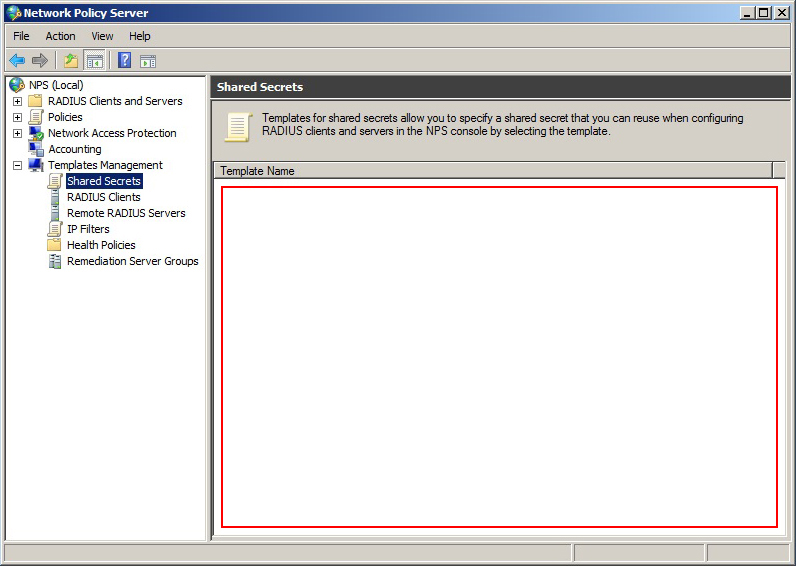 Network Policy Server
File Action View Help
NPS (Local)
RADIUS Clients and Servers
Policies
Network Access Protection
Accounting
Templates Management
Shared Secrets
RADIUS Clients
Remote RADIUS Servers
IP Filters
Health Policies
Remediation Server Groups
Shared Secrets
Templates for shared secrets allow you to specify a shared secret that you can reuse when configuring
RADIUS clients and servers in the NPS console by selecting the template.
Template Name